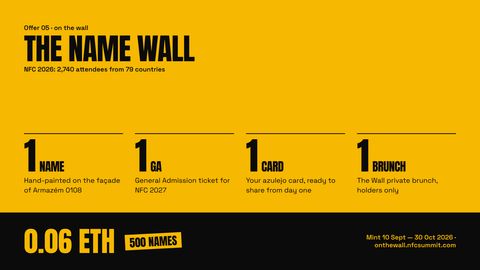 Offer 05 · on the wall
THE NAME WALL
NFC 2026: 2,740 attendees from 79 countries
1 NAME
Hand-painted on the façade
of Armazém 0108
1 GA
General Admission ticket for
NFC 2027
1 CARD
Your azulejo card, ready to
share from day one
1 BRUNCH
The Wall private brunch,
holders only
0.06 ETH
500 NAMES
Mint 10 Sept — 30 Oct 2026 ·
onthewall.nfcsummit.com